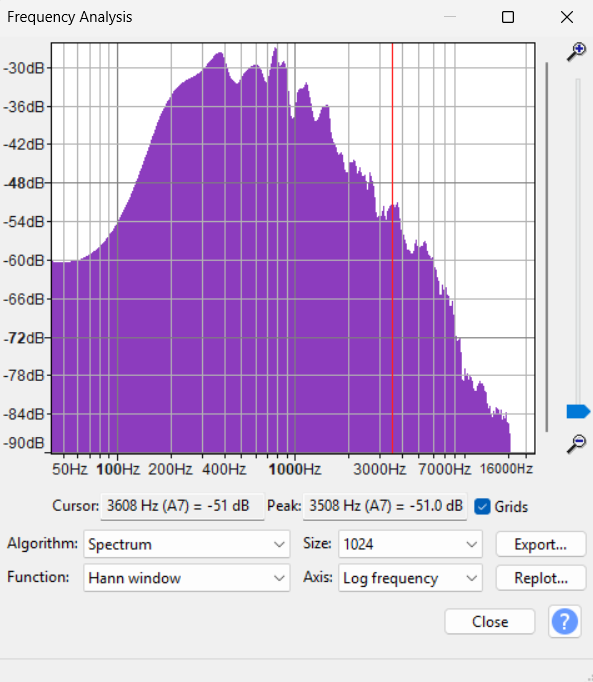 Frequency Analysis
-30dB
-36dB
-42dB
-48dB
-54dB
-60dB
-66dB
-72dB
-78dB
-84dB
-90dB
50Hz 100Hz 200Hz 400Hz 1000Hz 3000Hz 7000Hz 16000Hz
Cursor: 3608 Hz (A7) = -51 dB Peak: 3508 Hz (A7) = -51.0 dB Grids
Algorithm: Spectrum Size: 1024 Export...
Function: Hann window Axis: Log frequency Replot...
Close ?